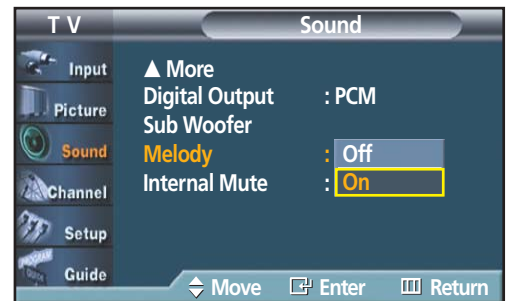 T V
Sound
Input
Picture
Sound
Channel
Setup
Guide
▲ More
Digital Output : PCM
Sub Woofer
Melody : Off
Internal Mute : On
Move Enter Return